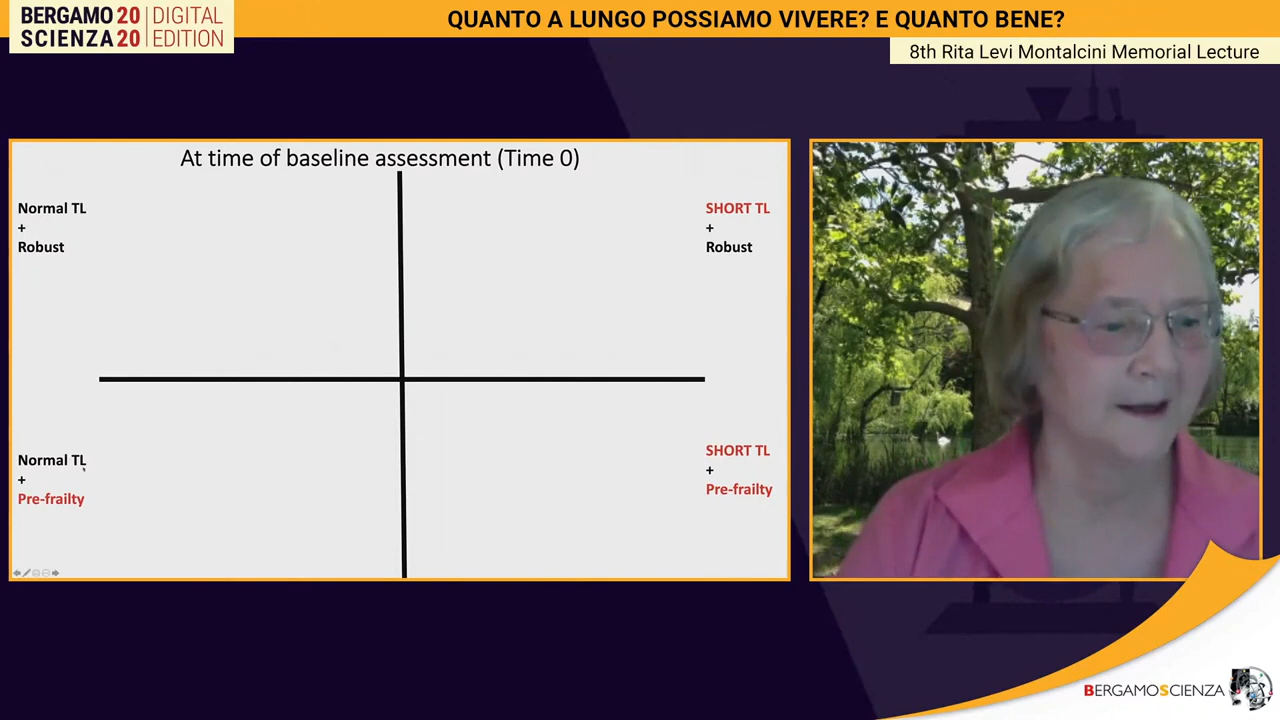 BERGAMO 20 DIGITAL
SCIENZA 20 EDITION
QUANTO A LUNGO POSSIAMO VIVERE? E QUANTO BENE?
8th Rita Levi Montalcini Memorial Lecture
At time of baseline assessment (Time 0)
Normal TL
+
Robust
SHORT TL
+
Robust
Normal TL
+
Pre-frailty
SHORT TL
+
Pre-frailty
BERGAMOSCIENZA